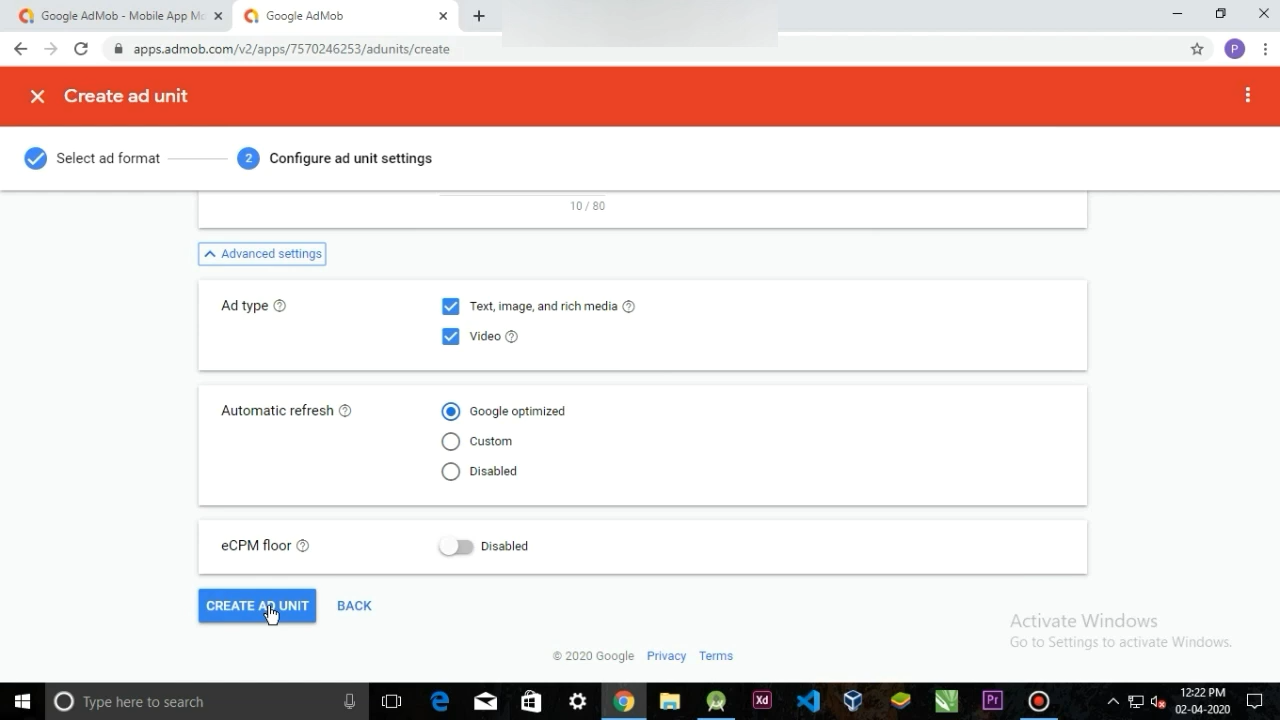 Google AdMob - Mobile App Mo
Google AdMob
apps.admob.com/v2/apps/7570246253/adunits/create
P
Create ad unit
Select ad format
2
Configure ad unit settings
10 / 80
Advanced settings
Ad type
Text, image, and rich media
Video
Automatic refresh
Google optimized
Custom
Disabled
eCPM floor
Disabled
CREATE AD UNIT
BACK
Activate Windows
Go to Settings to activate Windows.
© 2020 Google Privacy Terms
Type here to search
Xd
Pr
12:22 PM
02-04-2020